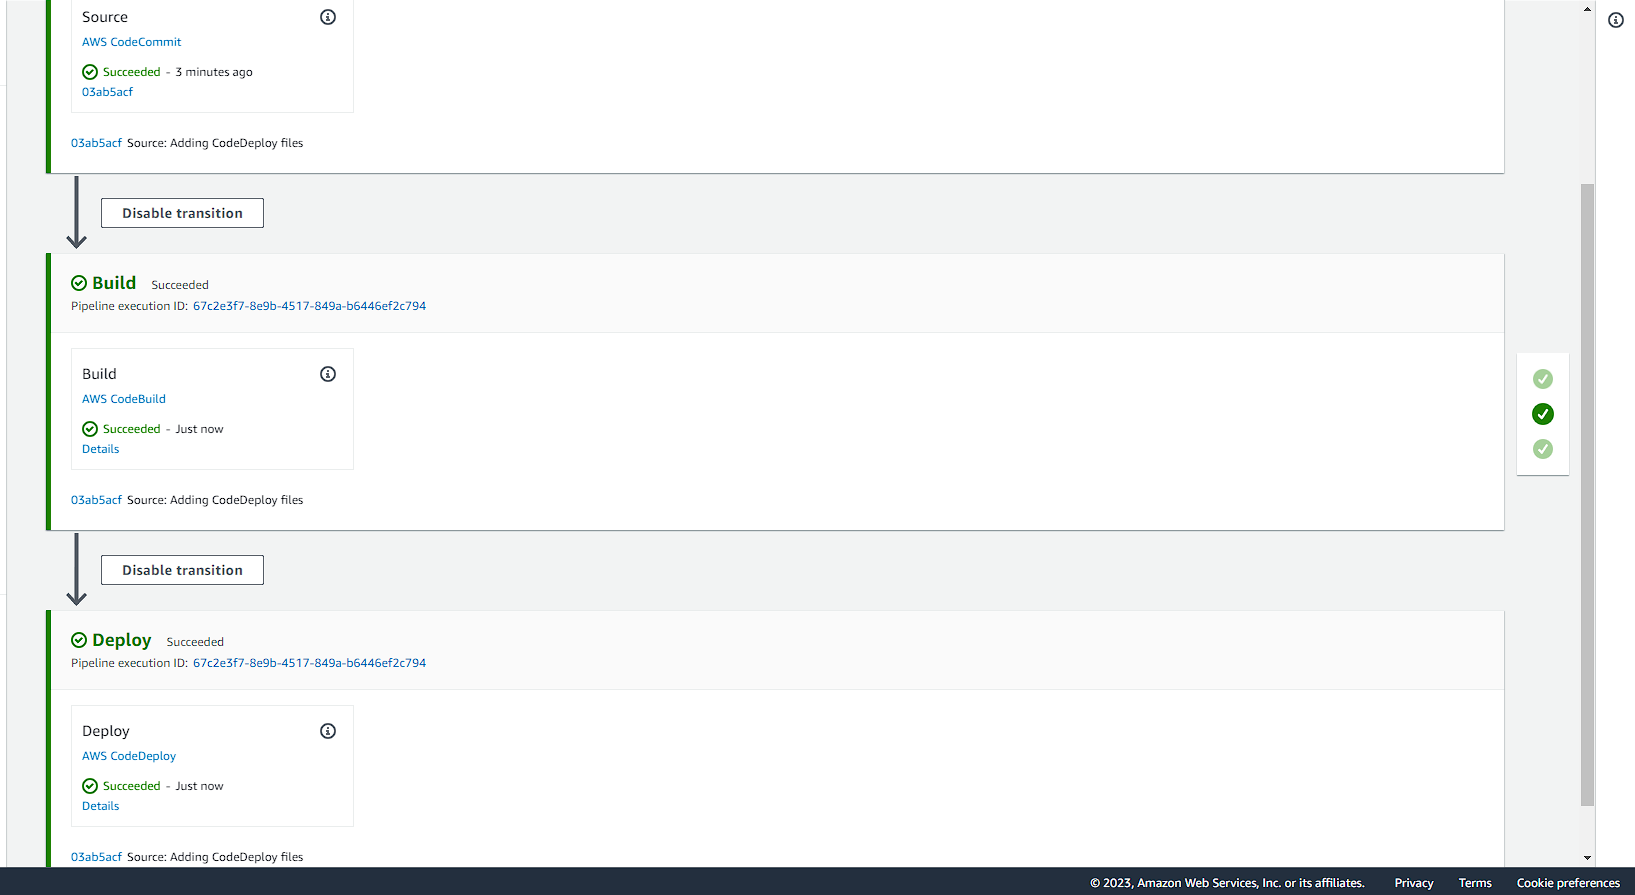 Source
AWS CodeCommit
Succeeded - 3 minutes ago
03ab5acf
03ab5acf Source: Adding CodeDeploy files
Disable transition
Build Succeeded
Pipeline execution ID: 67c2e3f7-8e9b-4517-849a-b6446ef2c794
Build
AWS CodeBuild
Succeeded - Just now
Details
03ab5acf Source: Adding CodeDeploy files
Disable transition
Deploy Succeeded
Pipeline execution ID: 67c2e3f7-8e9b-4517-849a-b6446ef2c794
Deploy
AWS CodeDeploy
Succeeded - Just now
Details
03ab5acf Source: Adding CodeDeploy files
© 2023, Amazon Web Services, Inc. or its affiliates. Privacy Terms Cookie preferences